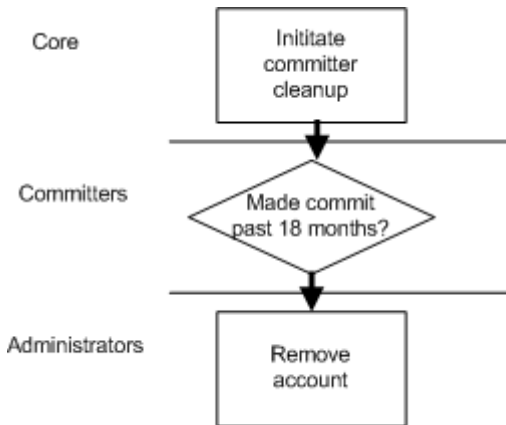 Core
Inititate
committer
cleanup
Committers
Made commit
past 18 months?
Administrators
Remove
account